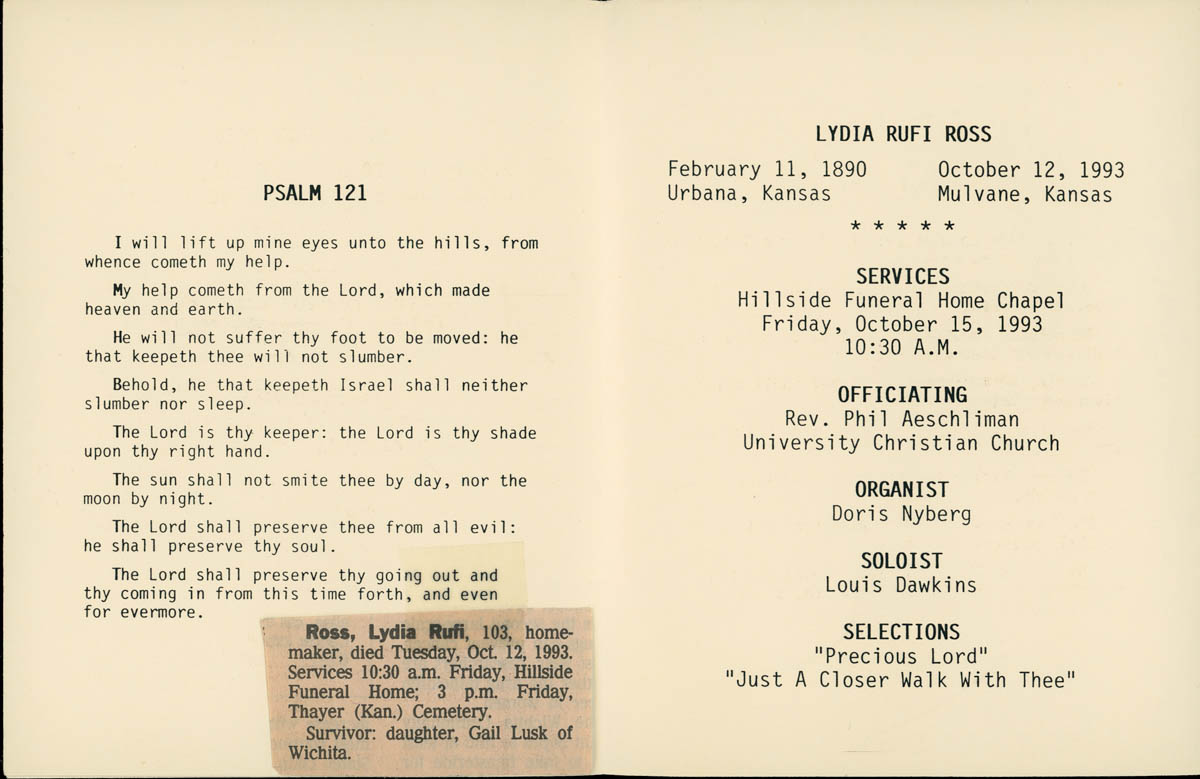 PSALM 121
I will lift up mine eyes unto the hills, from
whence cometh my help.
My help cometh from the Lord, which made
heaven and earth.
He will not suffer thy foot to be moved: he
that keepeth thee will not slumber.
Behold, he that keepeth Israel shall neither
slumber nor sleep.
The Lord is thy keeper: the Lord is thy shade
upon thy right hand.
The sun shall not smite thee by day, nor the
moon by night.
The Lord shall preserve thee from all evil:
he shall preserve thy soul.
The Lord shall preserve thy going out and
thy coming in from this time forth, and even
for evermore.
Ross, Lydia Rufi, 103, home-
maker, died Tuesday, Oct. 12, 1993.
Services 10:30 a.m. Friday, Hillside
Funeral Home; 3 p.m. Friday,
Thayer (Kan.) Cemetery.
Survivor: daughter, Gail Lusk of
Wichita.
LYDIA RUFI ROSS
February 11, 1890 October 12, 1993
Urbana, Kansas Mulvane, Kansas
* * * * *
SERVICES
Hillside Funeral Home Chapel
Friday, October 15, 1993
10:30 A.M.
OFFICIATING
Rev. Phil Aeschliman
University Christian Church
ORGANIST
Doris Nyberg
SOLOIST
Louis Dawkins
SELECTIONS
"Precious Lord"
"Just A Closer Walk With Thee"